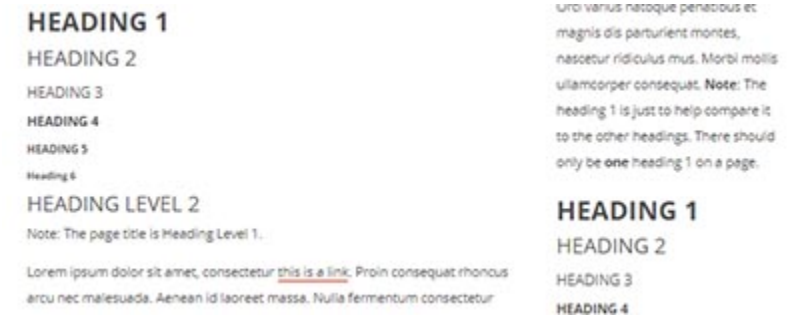 HEADING 1
HEADING 2
HEADING 3
HEADING 4
HEADING 5
Heading 6
HEADING LEVEL 2
Note: The page title is Heading Level 1.
Lorem ipsum dolor sit amet, consectetur this is a link. Proin consequat rhoncus
arcu nec malesuada. Aenean id laoreet massa. Nulla fermentum consectetur
Orci varius natoque penatibus et
magnis dis parturient montes,
nascetur ridiculus mus. Morbi mollis
ullamcorper consequat. Note: The
heading 1 is just to help compare it
to the other headings. There should
only be one heading 1 on a page.
HEADING 1
HEADING 2
HEADING 3
HEADING 4